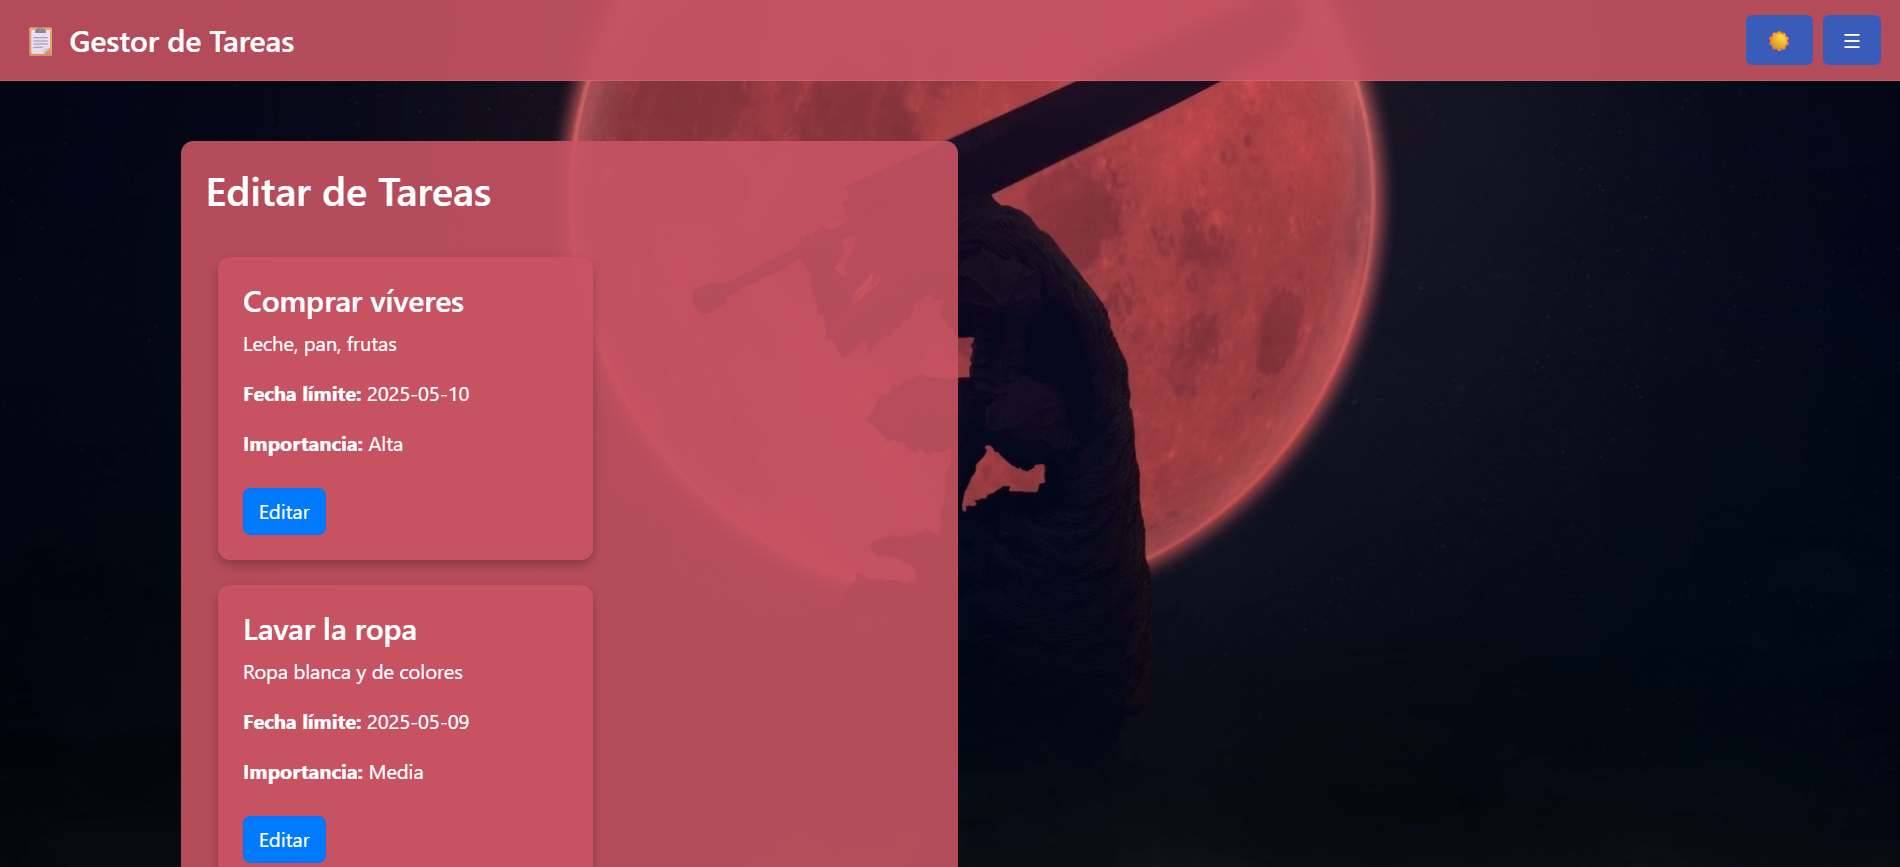 Gestor de Tareas
Editar de Tareas
Comprar víveres
Leche, pan, frutas
Fecha límite: 2025-05-10
Importancia: Alta
Editar
Lavar la ropa
Ropa blanca y de colores
Fecha límite: 2025-05-09
Importancia: Media
Editar